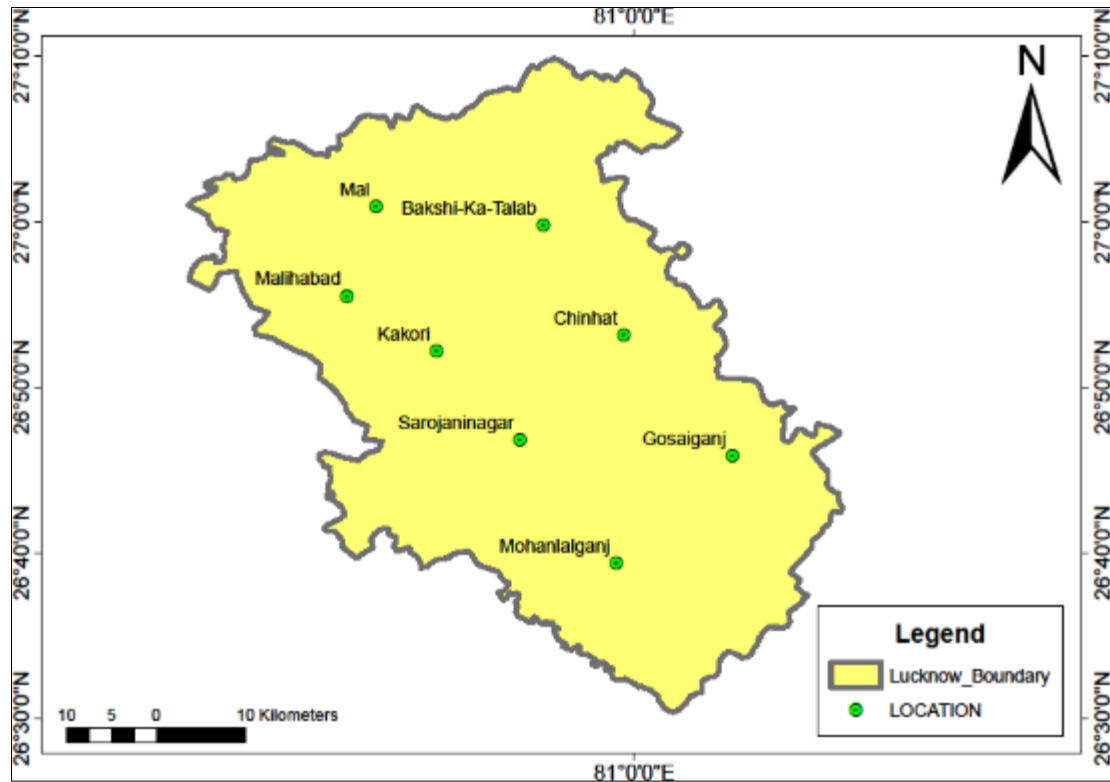 81°0'0"E
27°10'0"N
27°10'0"N
N
Mal
Bakshi-Ka-Talab
27°0'0"N
27°0'0"N
Malihabad
Chinhat
Kakori
26°50'0"N
26°50'0"N
Sarojaninagar
Gosaiganj
Mohanlalganj
26°40'0"N
26°40'0"N
Legend
Lucknow_Boundary
LOCATION
10 5 0 10 Kilometers
26°30'0"N
26°30'0"N
81°0'0"E